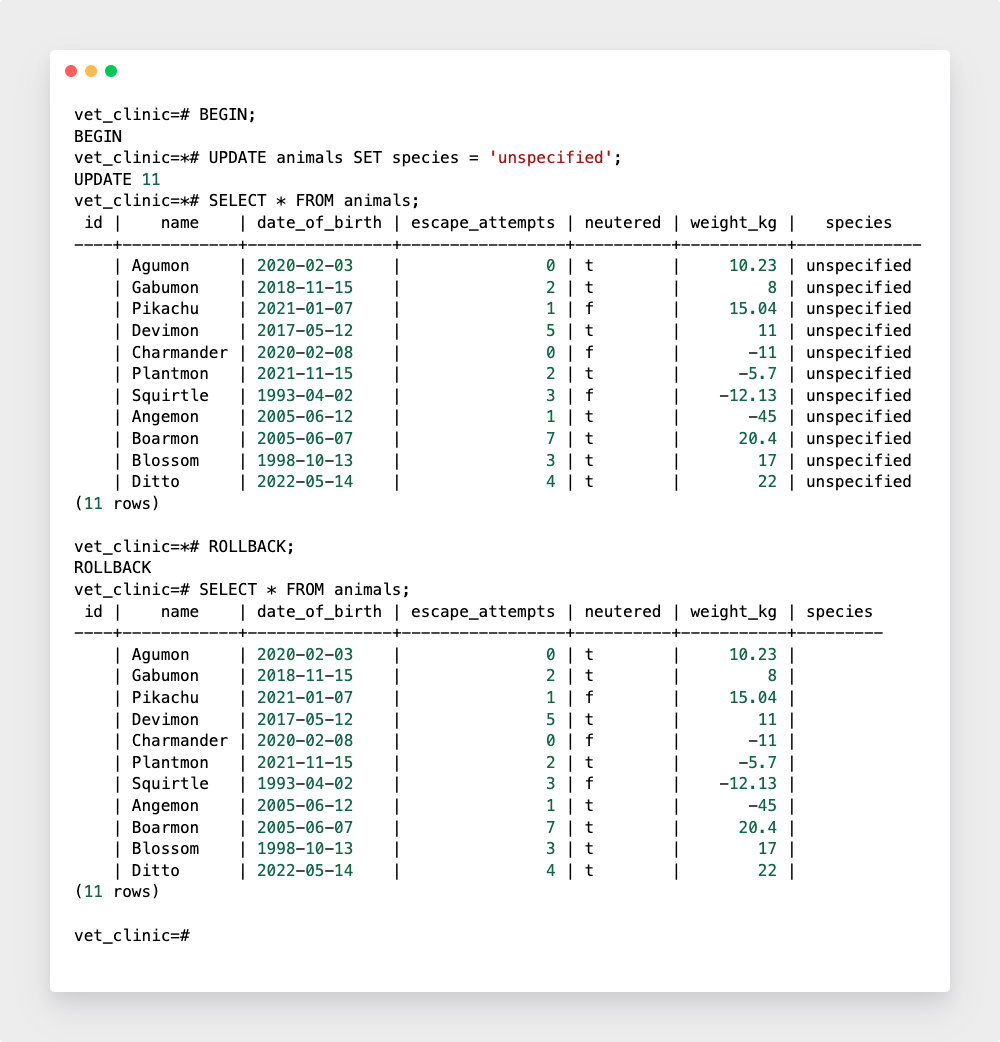 vet_clinic=# BEGIN;
BEGIN
vet_clinic=*# UPDATE animals SET species = 'unspecified';
UPDATE 11
vet_clinic=*# SELECT * FROM animals;
 id |    name    | date_of_birth | escape_attempts | neutered | weight_kg |   species
----+------------+---------------+-----------------+----------+-----------+-------------
    | Agumon     | 2020-02-03    |               0 | t        |     10.23 | unspecified
    | Gabumon    | 2018-11-15    |               2 | t        |         8 | unspecified
    | Pikachu    | 2021-01-07    |               1 | f        |     15.04 | unspecified
    | Devimon    | 2017-05-12    |               5 | t        |        11 | unspecified
    | Charmander | 2020-02-08    |               0 | f        |       -11 | unspecified
    | Plantmon   | 2021-11-15    |               2 | t        |      -5.7 | unspecified
    | Squirtle   | 1993-04-02    |               3 | f        |    -12.13 | unspecified
    | Angemon    | 2005-06-12    |               1 | t        |       -45 | unspecified
    | Boarmon    | 2005-06-07    |               7 | t        |      20.4 | unspecified
    | Blossom    | 1998-10-13    |               3 | t        |        17 | unspecified
    | Ditto      | 2022-05-14    |               4 | t        |        22 | unspecified
(11 rows)

vet_clinic=*# ROLLBACK;
ROLLBACK
vet_clinic=# SELECT * FROM animals;
 id |    name    | date_of_birth | escape_attempts | neutered | weight_kg | species
----+------------+---------------+-----------------+----------+-----------+---------
    | Agumon     | 2020-02-03    |               0 | t        |     10.23 |
    | Gabumon    | 2018-11-15    |               2 | t        |         8 |
    | Pikachu    | 2021-01-07    |               1 | f        |     15.04 |
    | Devimon    | 2017-05-12    |               5 | t        |        11 |
    | Charmander | 2020-02-08    |               0 | f        |       -11 |
    | Plantmon   | 2021-11-15    |               2 | t        |      -5.7 |
    | Squirtle   | 1993-04-02    |               3 | f        |    -12.13 |
    | Angemon    | 2005-06-12    |               1 | t        |       -45 |
    | Boarmon    | 2005-06-07    |               7 | t        |      20.4 |
    | Blossom    | 1998-10-13    |               3 | t        |        17 |
    | Ditto      | 2022-05-14    |               4 | t        |        22 |
(11 rows)

vet_clinic=#